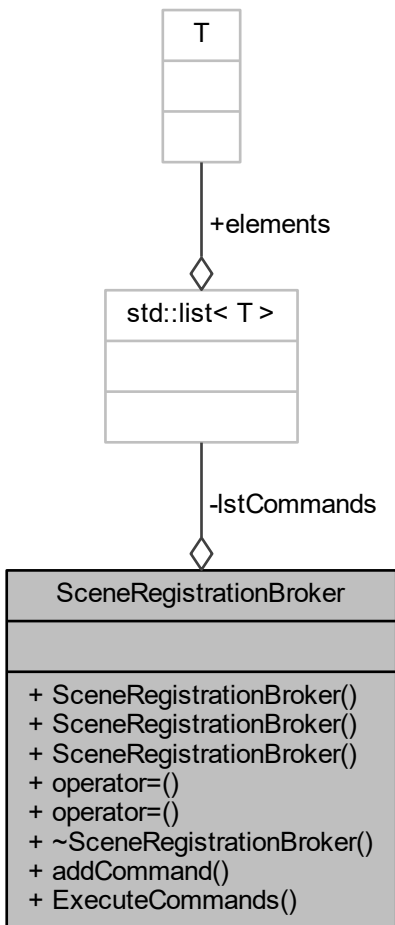 T
+elements
std::list< T >
-lstCommands
SceneRegistrationBroker
+ SceneRegistrationBroker()
+ SceneRegistrationBroker()
+ SceneRegistrationBroker()
+ operator=()
+ operator=()
+ ~SceneRegistrationBroker()
+ addCommand()
+ ExecuteCommands()